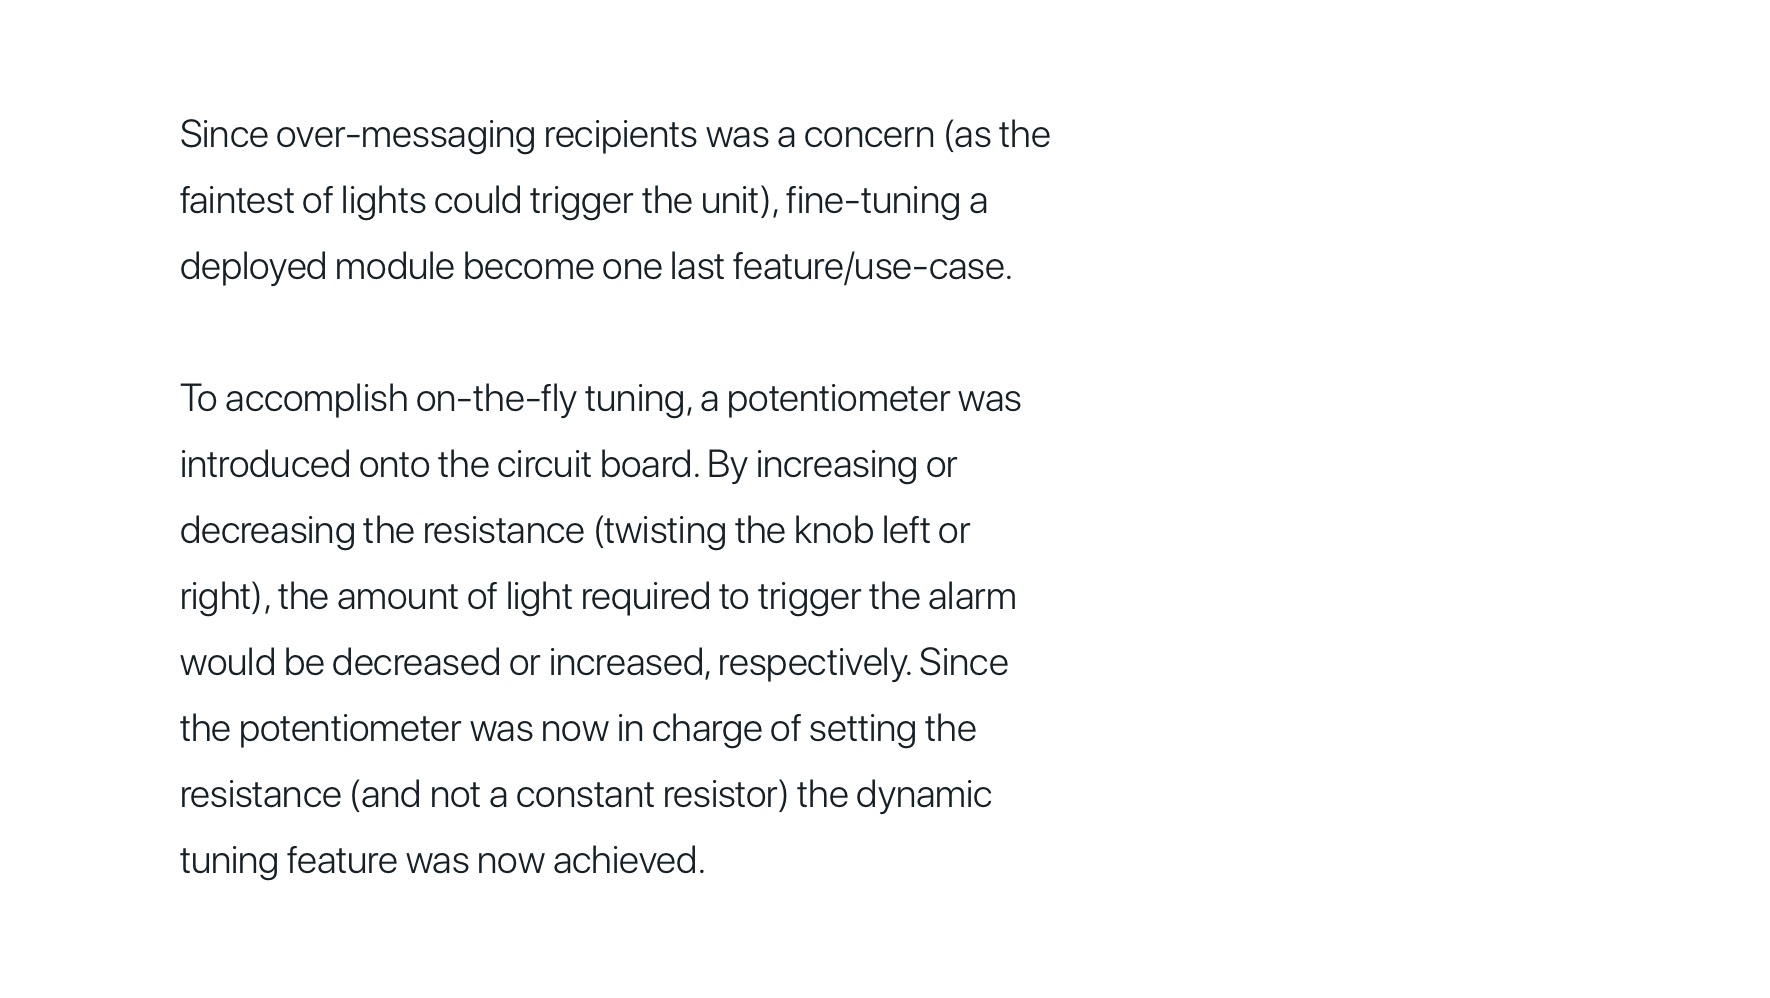 Since over-messaging recipients was a concern (as the
faintest of lights could trigger the unit), fine-tuning a
deployed module become one last feature/use-case.
To accomplish on-the-fly tuning, a potentiometer was
introduced onto the circuit board. By increasing or
decreasing the resistance (twisting the knob left or
right), the amount of light required to trigger the alarm
would be decreased or increased, respectively. Since
the potentiometer was now in charge of setting the
resistance (and not a constant resistor) the dynamic
tuning feature was now achieved.